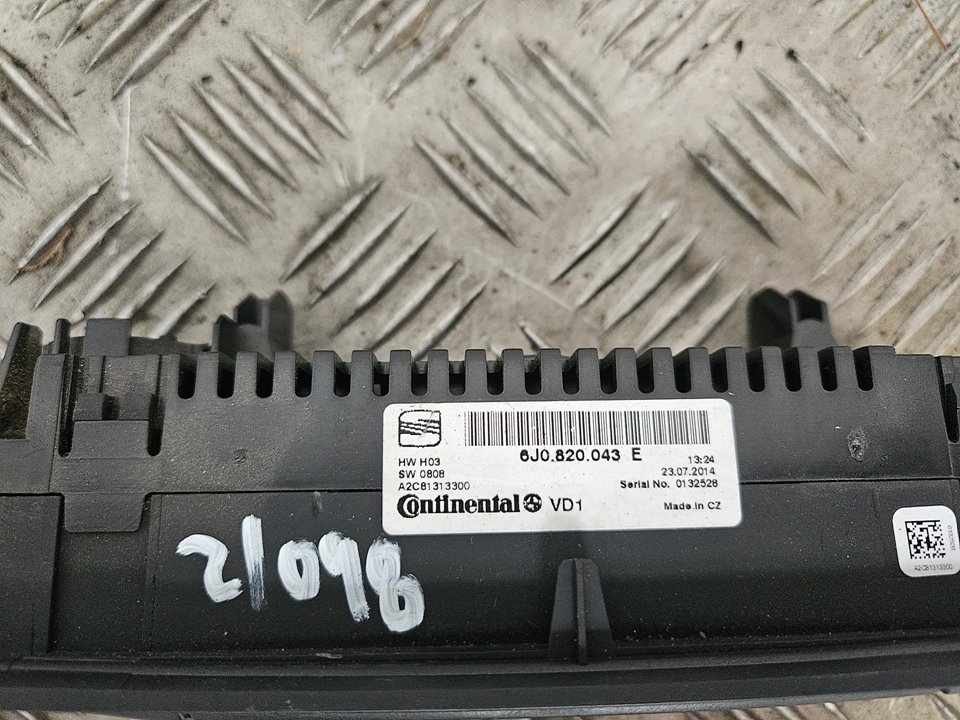 6J0.820.043 E
HW H03
SW 0808
A2C81313300
13:24
23.07.2014
Serial No. 0132528
Continental VD1
Made in CZ
A2C81313300
21098